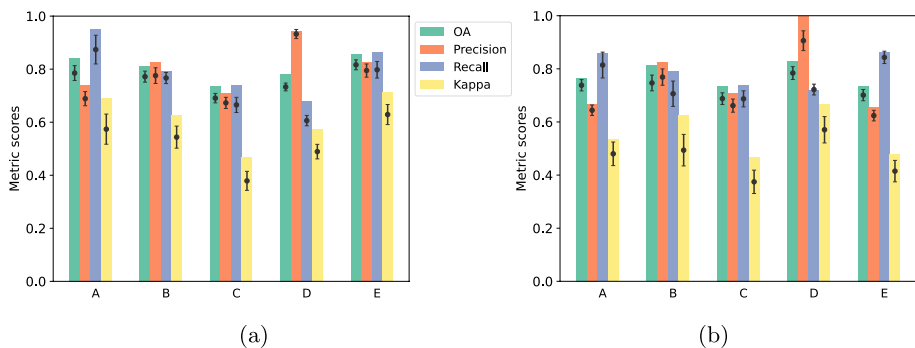 1.0
0.8
0.6
0.4
0.2
0.0
Metric scores
A B C D E
OA
Precision
Recall
Kappa
(a)
1.0
0.8
0.6
0.4
0.2
0.0
Metric scores
A B C D E
(b)